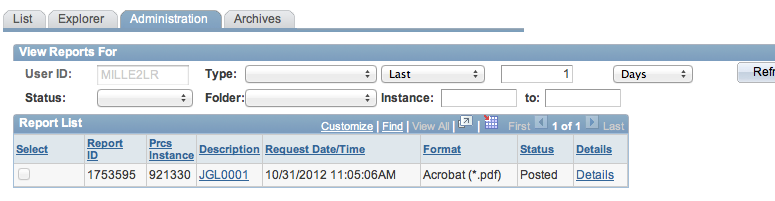 List Explorer Administration Archives
View Reports For
User ID: MILLE2LR Type: Last 1 Days Refr
Status: Folder: Instance: to:
Report List Customize | Find | View All | | First 1 of 1 Last
Select Report ID Prcs Instance Description Request Date/Time Format Status Details
1753595 921330 JGL0001 10/31/2012 11:05:06AM Acrobat (*.pdf) Posted Details